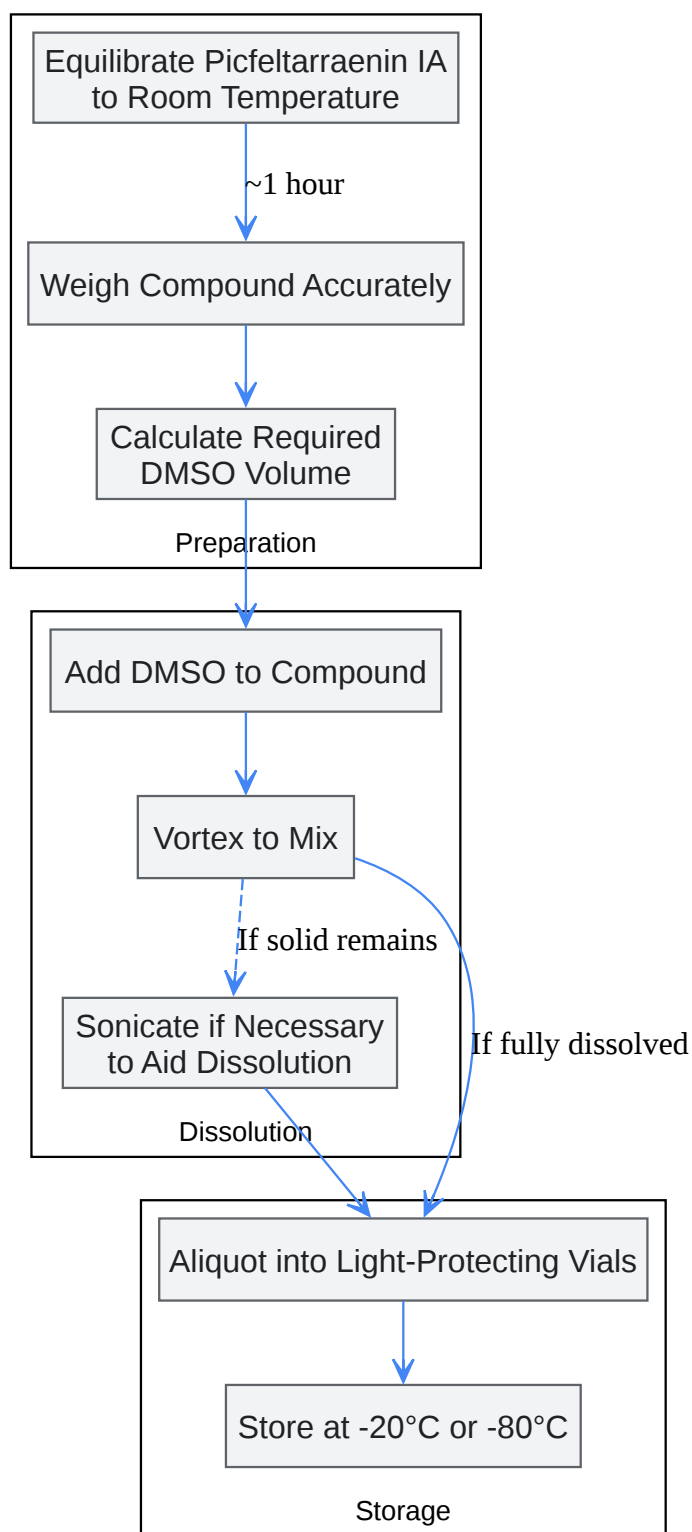 Equilibrate Picfeltarraenin IA
to Room Temperature
~1 hour
Weigh Compound Accurately
Calculate Required
DMSO Volume
Preparation
Add DMSO to Compound
Vortex to Mix
If solid remains
Sonicate if Necessary
to Aid Dissolution
If fully dissolved
Dissolution
Aliquot into Light-Protecting Vials
Store at -20°C or -80°C
Storage